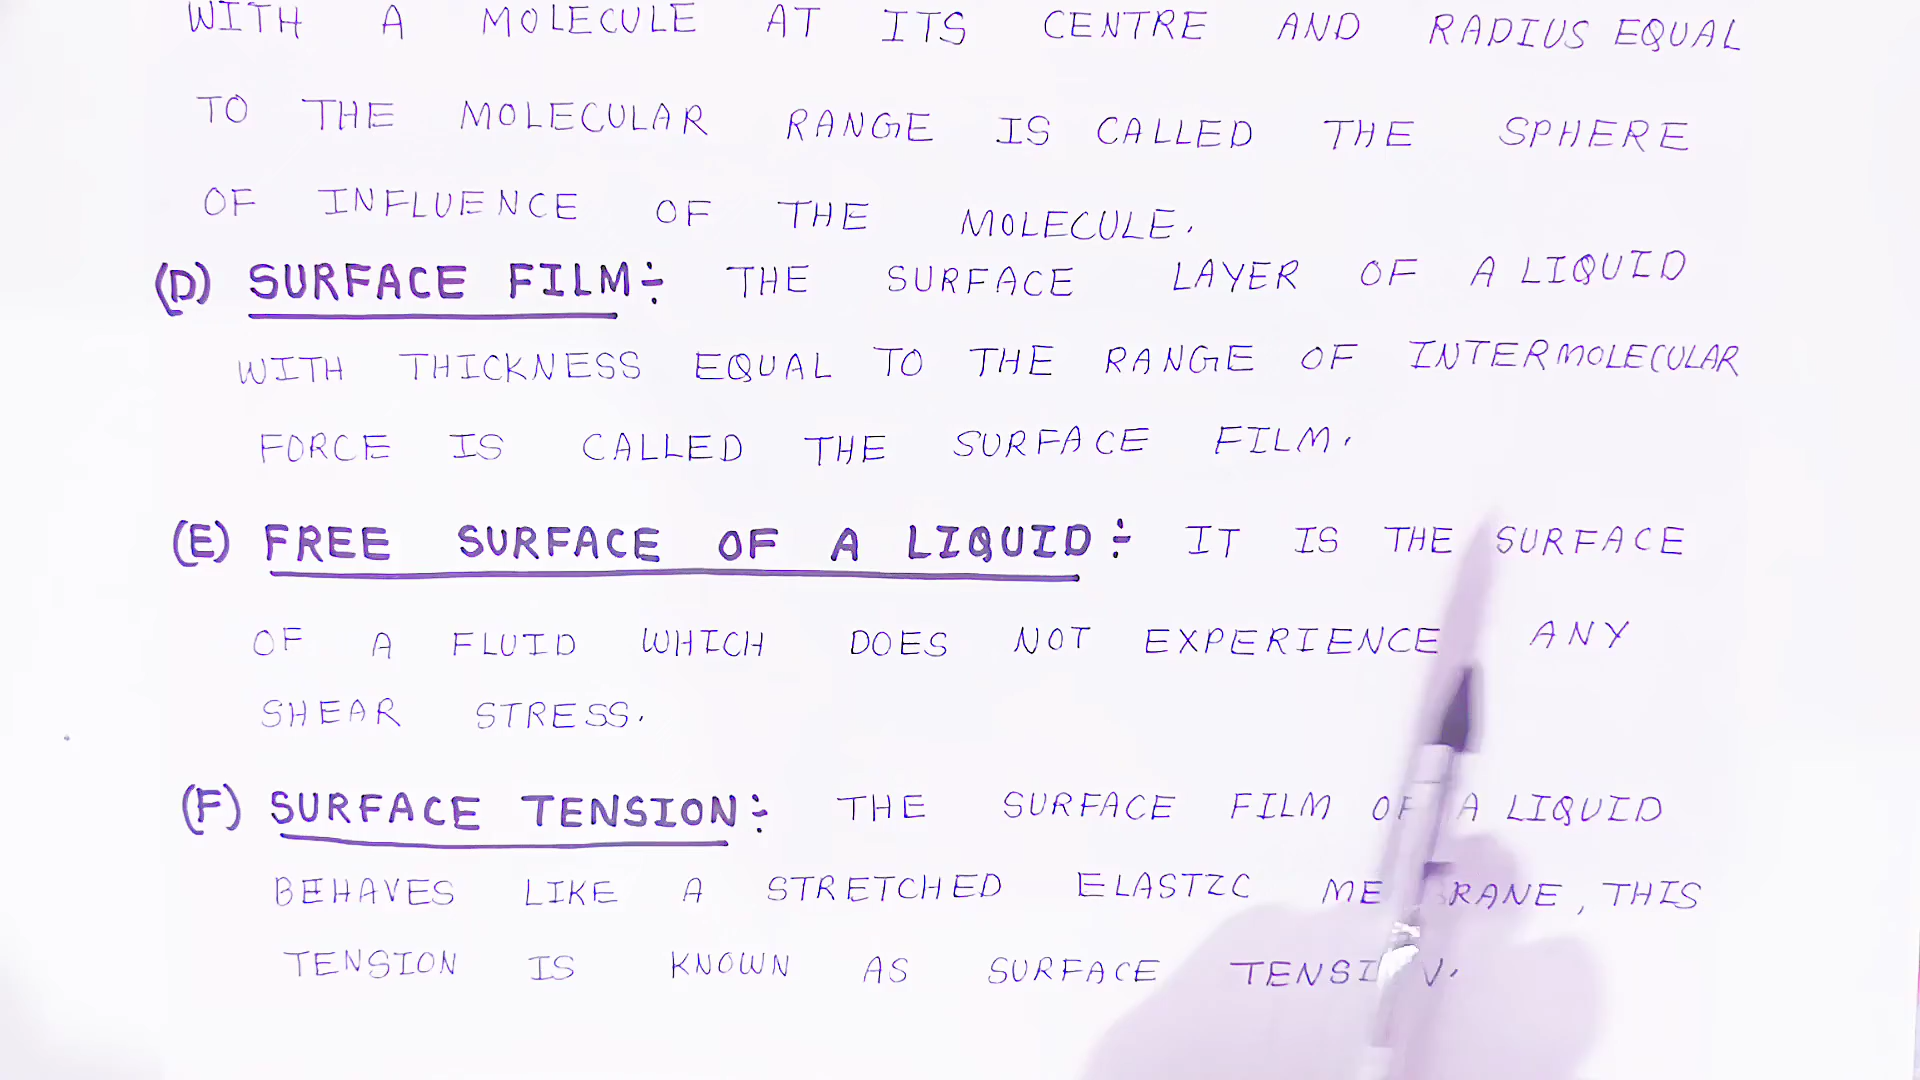 WITH A MOLECULE AT ITS CENTRE AND RADIUS EQUAL
TO THE MOLECULAR RANGE IS CALLED THE SPHERE
OF INFLUENCE OF THE MOLECULE.
(D) SURFACE FILM:- THE SURFACE LAYER OF A LIQUID
WITH THICKNESS EQUAL TO THE RANGE OF INTERMOLECULAR
FORCE IS CALLED THE SURFACE FILM.
(E) FREE SURFACE OF A LIQUID:- IT IS THE SURFACE
OF A FLUID WHICH DOES NOT EXPERIENCE ANY
SHEAR STRESS.
(F) SURFACE TENSION:- THE SURFACE FILM OF A LIQUID
BEHAVES LIKE A STRETCHED ELASTIC MEMBRANE, THIS
TENSION IS KNOWN AS SURFACE TENSION.